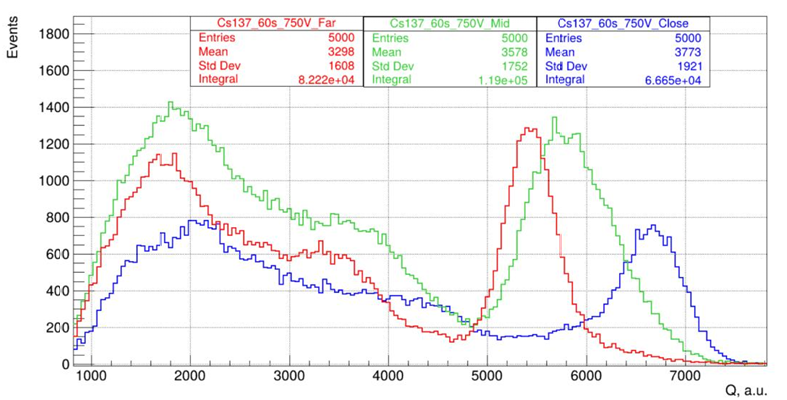 Events
Cs137_60s_750V_Far
Entries 5000
Mean 3298
Std Dev 1608
Integral 8.222e+04
Cs137_60s_750V_Mid
Entries 5000
Mean 3578
Std Dev 1752
Integral 1.19e+05
Cs137_60s_750V_Close
Entries 5000
Mean 3773
Std Dev 1921
Integral 6.665e+04
1800
1600
1400
1200
1000
800
600
400
200
0
1000 2000 3000 4000 5000 6000 7000
Q, a.u.